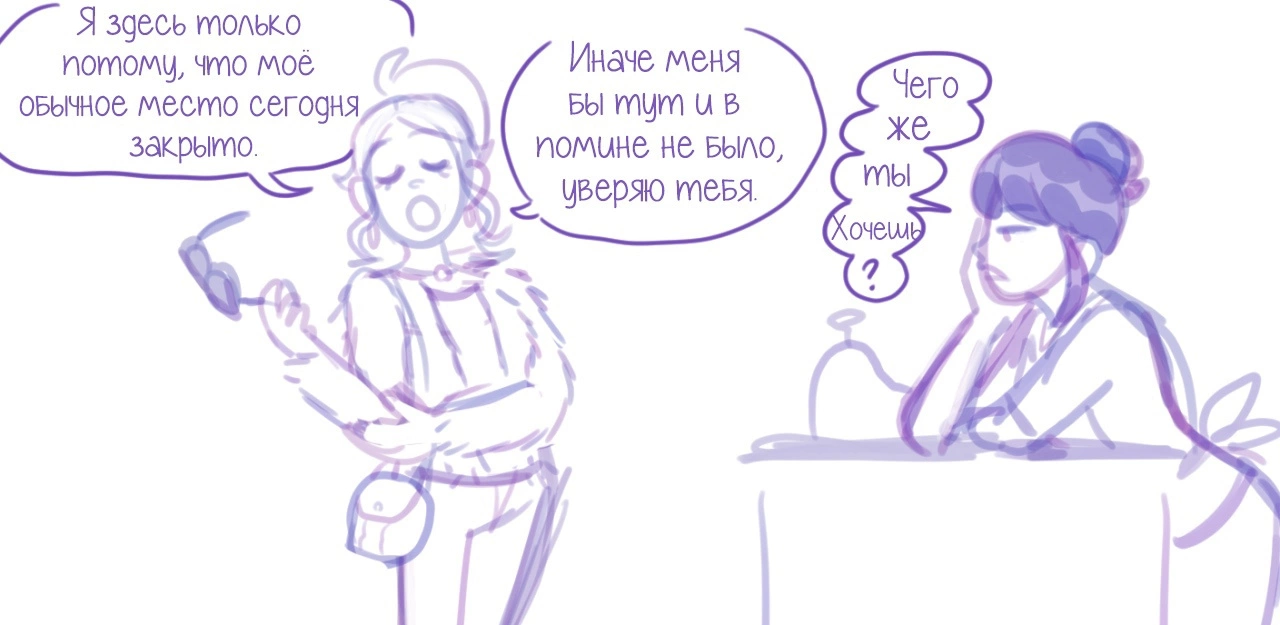 Я здесь только
потому, что моё
обычное место сегодня
закрыто.
Иначе меня
бы тут и в
помине не было,
уверяю тебя.
Чего
же
ты
Хочешь
?